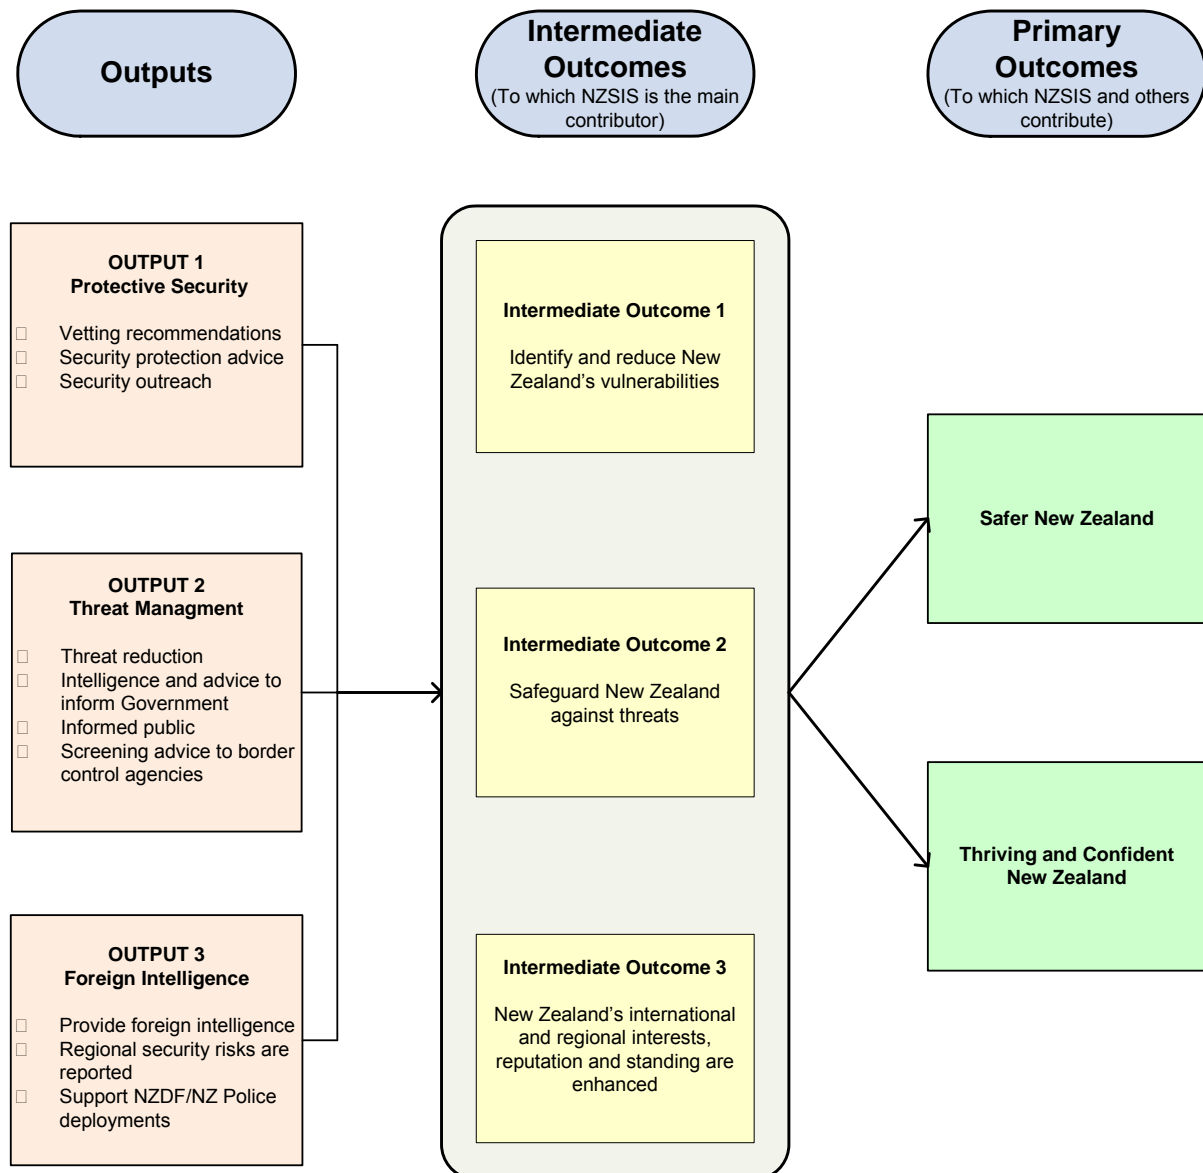 Outputs
Intermediate
Outcomes
(To which NZSIS is the main
contributor)
Primary
Outcomes
(To which NZSIS and others
contribute)
OUTPUT 1
Protective Security
Vetting recommendations
Security protection advice
Security outreach
OUTPUT 2
Threat Managment
Threat reduction
Intelligence and advice to
inform Government
Informed public
Screening advice to border
control agencies
OUTPUT 3
Foreign Intelligence
Provide foreign intelligence
Regional security risks are
reported
Support NZDF/NZ Police
deployments
Intermediate Outcome 1
Identify and reduce New
Zealand’s vulnerabilities
Intermediate Outcome 2
Safeguard New Zealand
against threats
Intermediate Outcome 3
New Zealand’s international
and regional interests,
reputation and standing are
enhanced
Safer New Zealand
Thriving and Confident
New Zealand